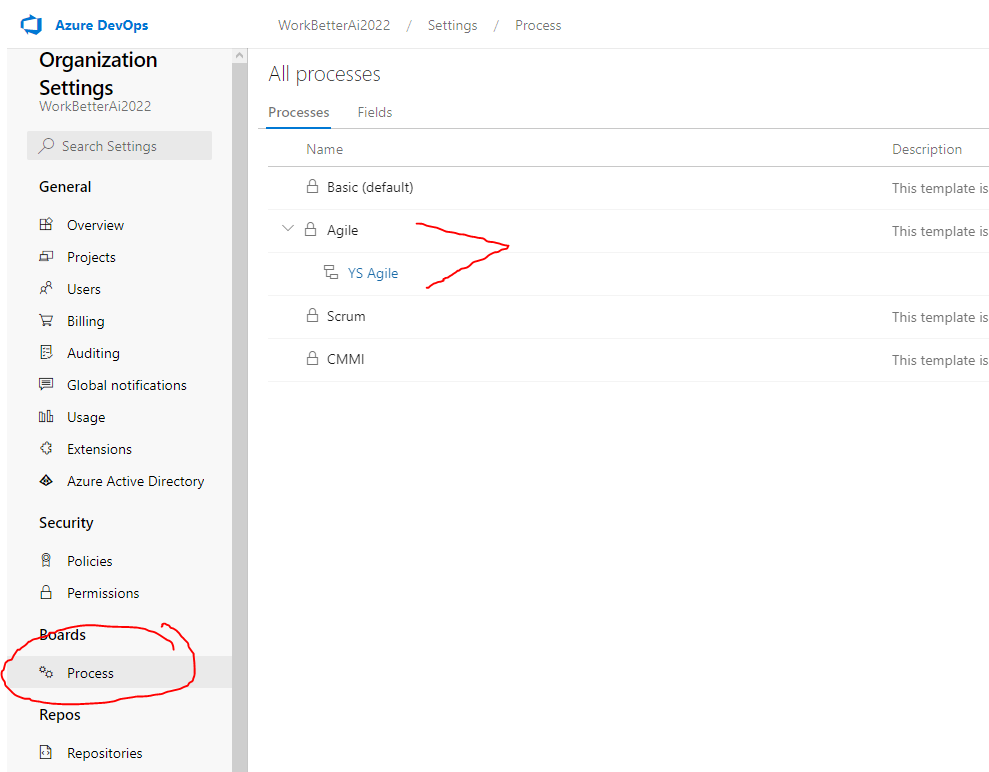 Azure DevOps
WorkBetterAi2022 / Settings / Process
Organization
Settings
WorkBetterAi2022
Search Settings
General
Overview
Projects
Users
Billing
Auditing
Global notifications
Usage
Extensions
Azure Active Directory
Security
Policies
Permissions
Boards
Process
Repos
Repositories
All processes
Processes Fields
Name Description
Basic (default) This template is
Agile This template is
YS Agile
Scrum This template is
CMMI This template is